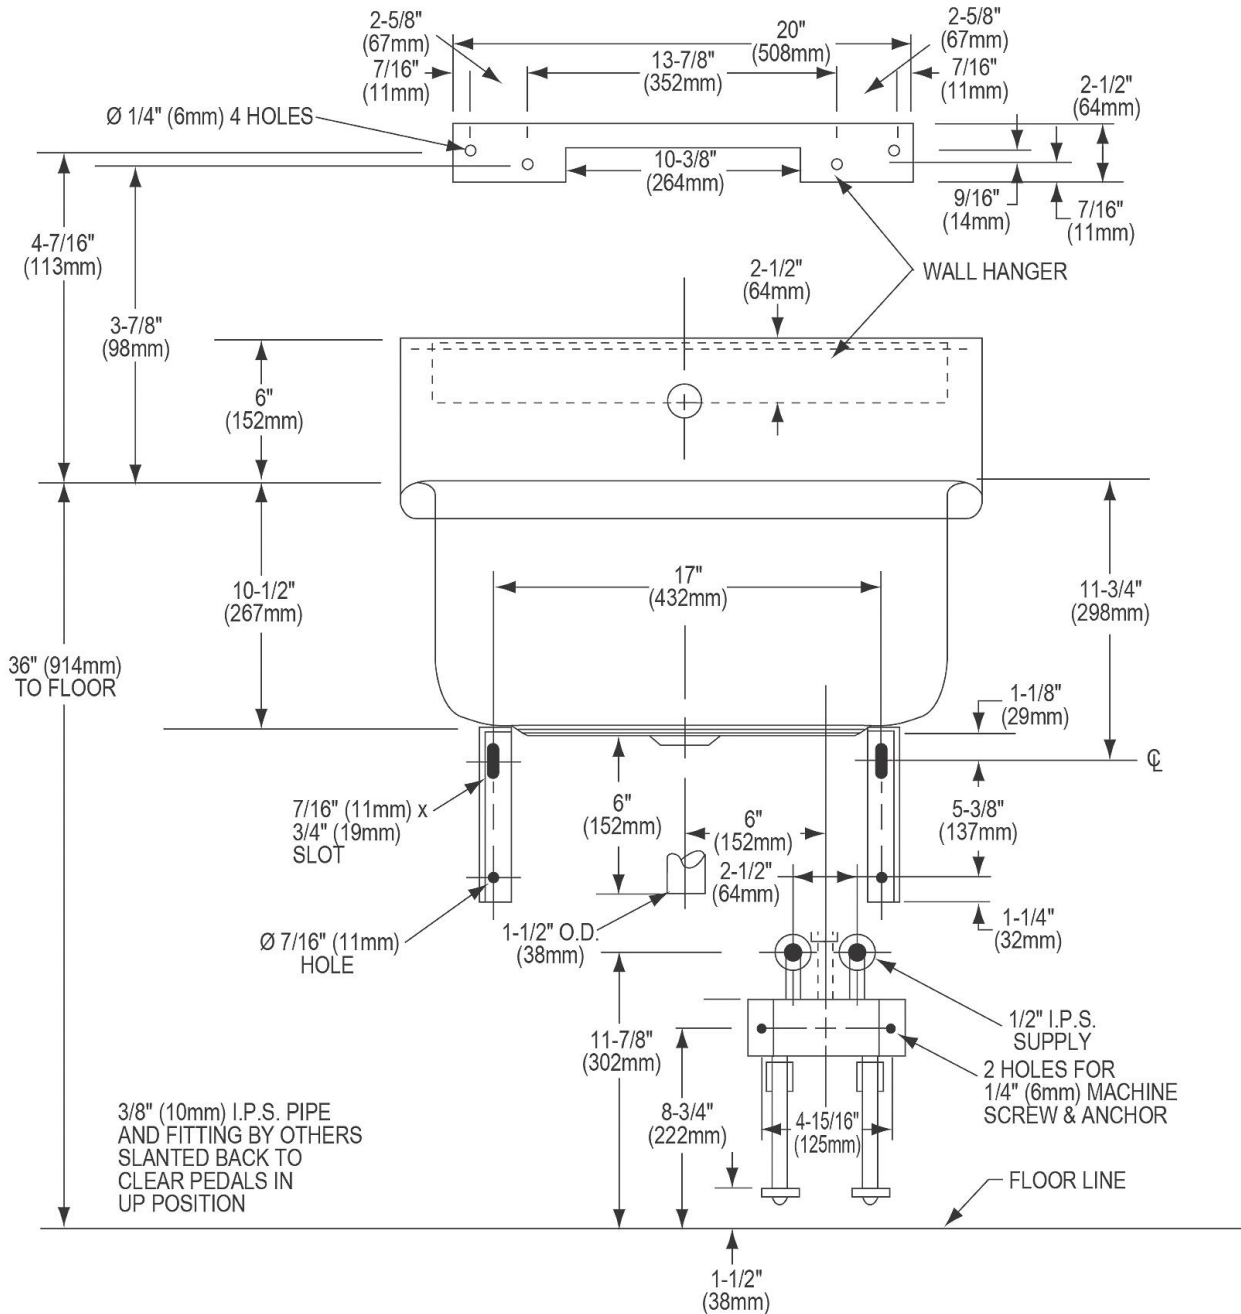 2-5/8"
(67mm)
20"
(508mm)
2-5/8"
(67mm)
7/16"
(11mm)
13-7/8"
(352mm)
7/16"
(11mm)
2-1/2"
(64mm)
Ø 1/4" (6mm) 4 HOLES
10-3/8"
(264mm)
9/16"
(14mm)
7/16"
(11mm)
4-7/16"
(113mm)
3-7/8"
(98mm)
2-1/2"
(64mm)
WALL HANGER
6"
(152mm)
10-1/2"
(267mm)
17"
(432mm)
11-3/4"
(298mm)
36" (914mm)
TO FLOOR
1-1/8"
(29mm)
℄
7/16" (11mm) x
3/4" (19mm)
SLOT
6"
(152mm)
6"
(152mm)
5-3/8"
(137mm)
2-1/2"
(64mm)
Ø 7/16" (11mm)
HOLE
1-1/2" O.D.
(38mm)
1-1/4"
(32mm)
11-7/8"
(302mm)
1/2" I.P.S.
SUPPLY
2 HOLES FOR
1/4" (6mm) MACHINE
SCREW & ANCHOR
8-3/4"
(222mm)
4-15/16"
(125mm)
3/8" (10mm) I.P.S. PIPE
AND FITTING BY OTHERS
SLANTED BACK TO
CLEAR PEDALS IN
UP POSITION
FLOOR LINE
1-1/2"
(38mm)